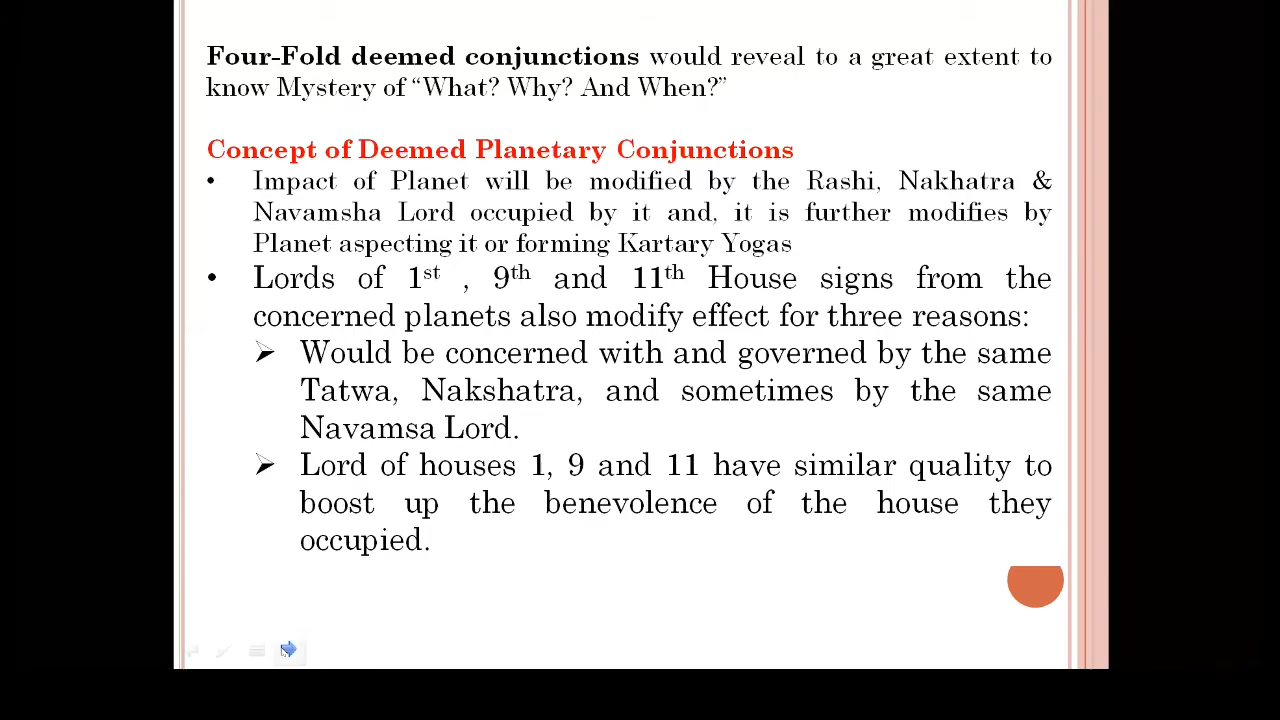 Four-Fold deemed conjunctions would reveal to a great extent to
know Mystery of “What? Why? And When?”
Concept of Deemed Planetary Conjunctions
• Impact of Planet will be modified by the Rashi, Nakhatra &
Navamsha Lord occupied by it and, it is further modifies by
Planet aspecting it or forming Kartary Yogas
• Lords of 1st , 9th and 11th House signs from the
concerned planets also modify effect for three reasons:
➢ Would be concerned with and governed by the same
Tatwa, Nakshatra, and sometimes by the same
Navamsa Lord.
➢ Lord of houses 1, 9 and 11 have similar quality to
boost up the benevolence of the house they
occupied.